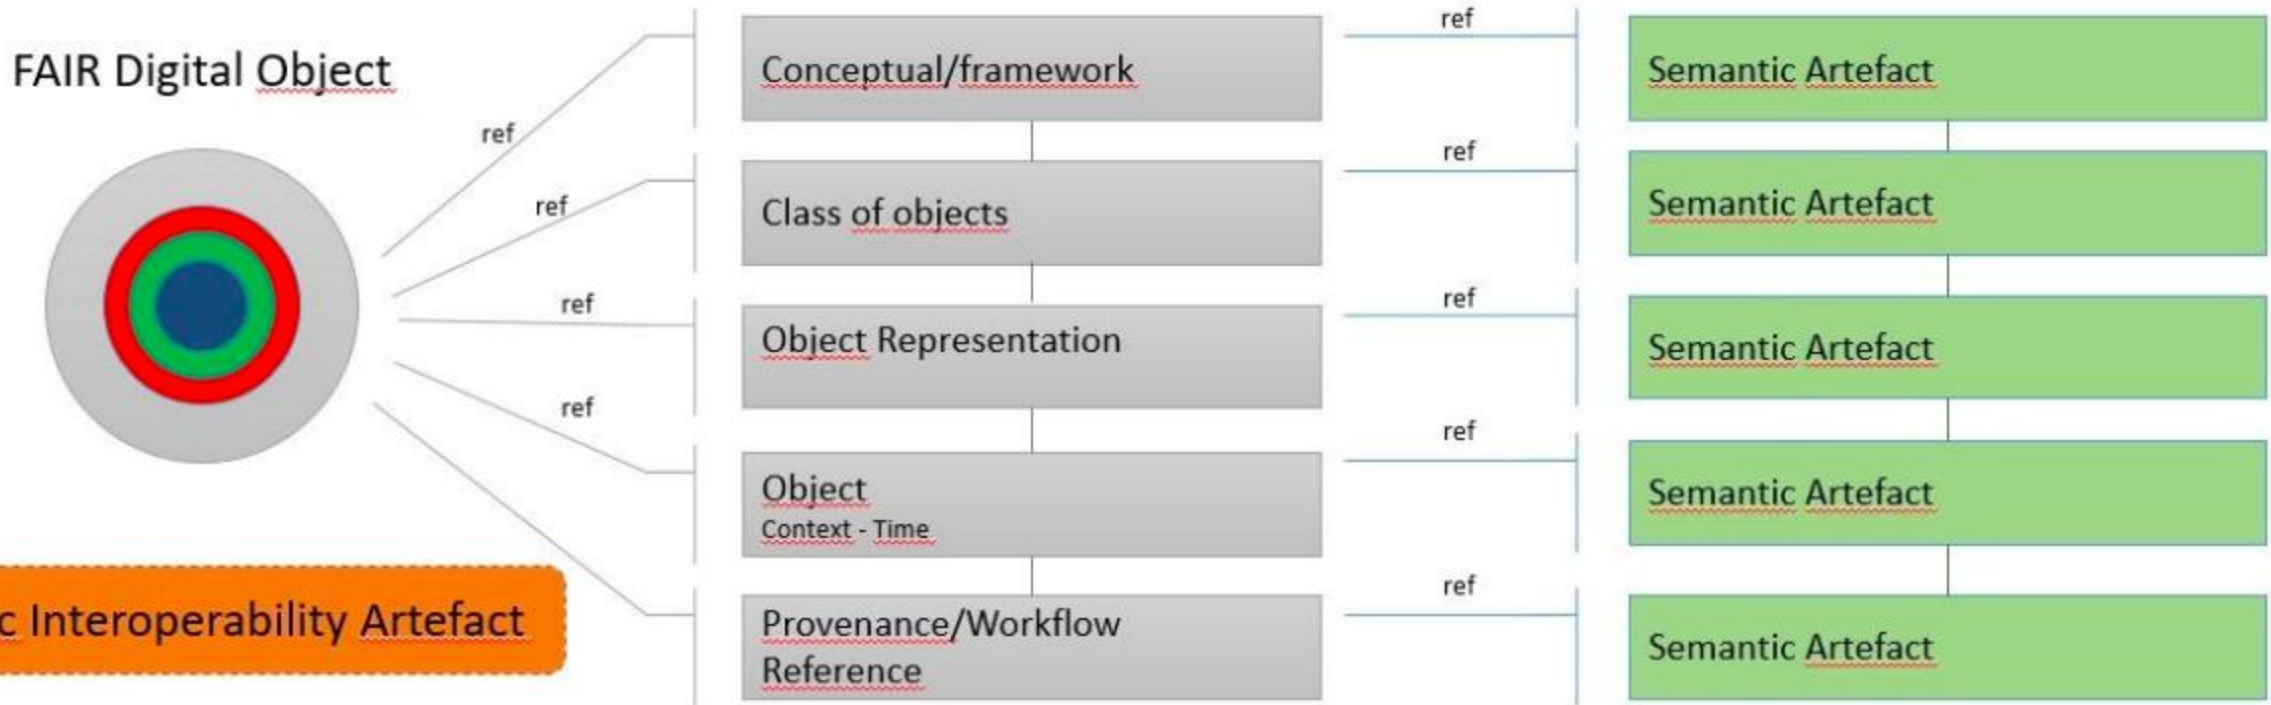 FAIR Digital Object
ref
ref
ref
ref
c Interoperability Artefact
Conceptual/framework
Class of objects
Object Representation
Object
Context - Time
Provenance/Workflow
Reference
ref
ref
ref
ref
ref
Semantic Artefact
Semantic Artefact
Semantic Artefact
Semantic Artefact
Semantic Artefact